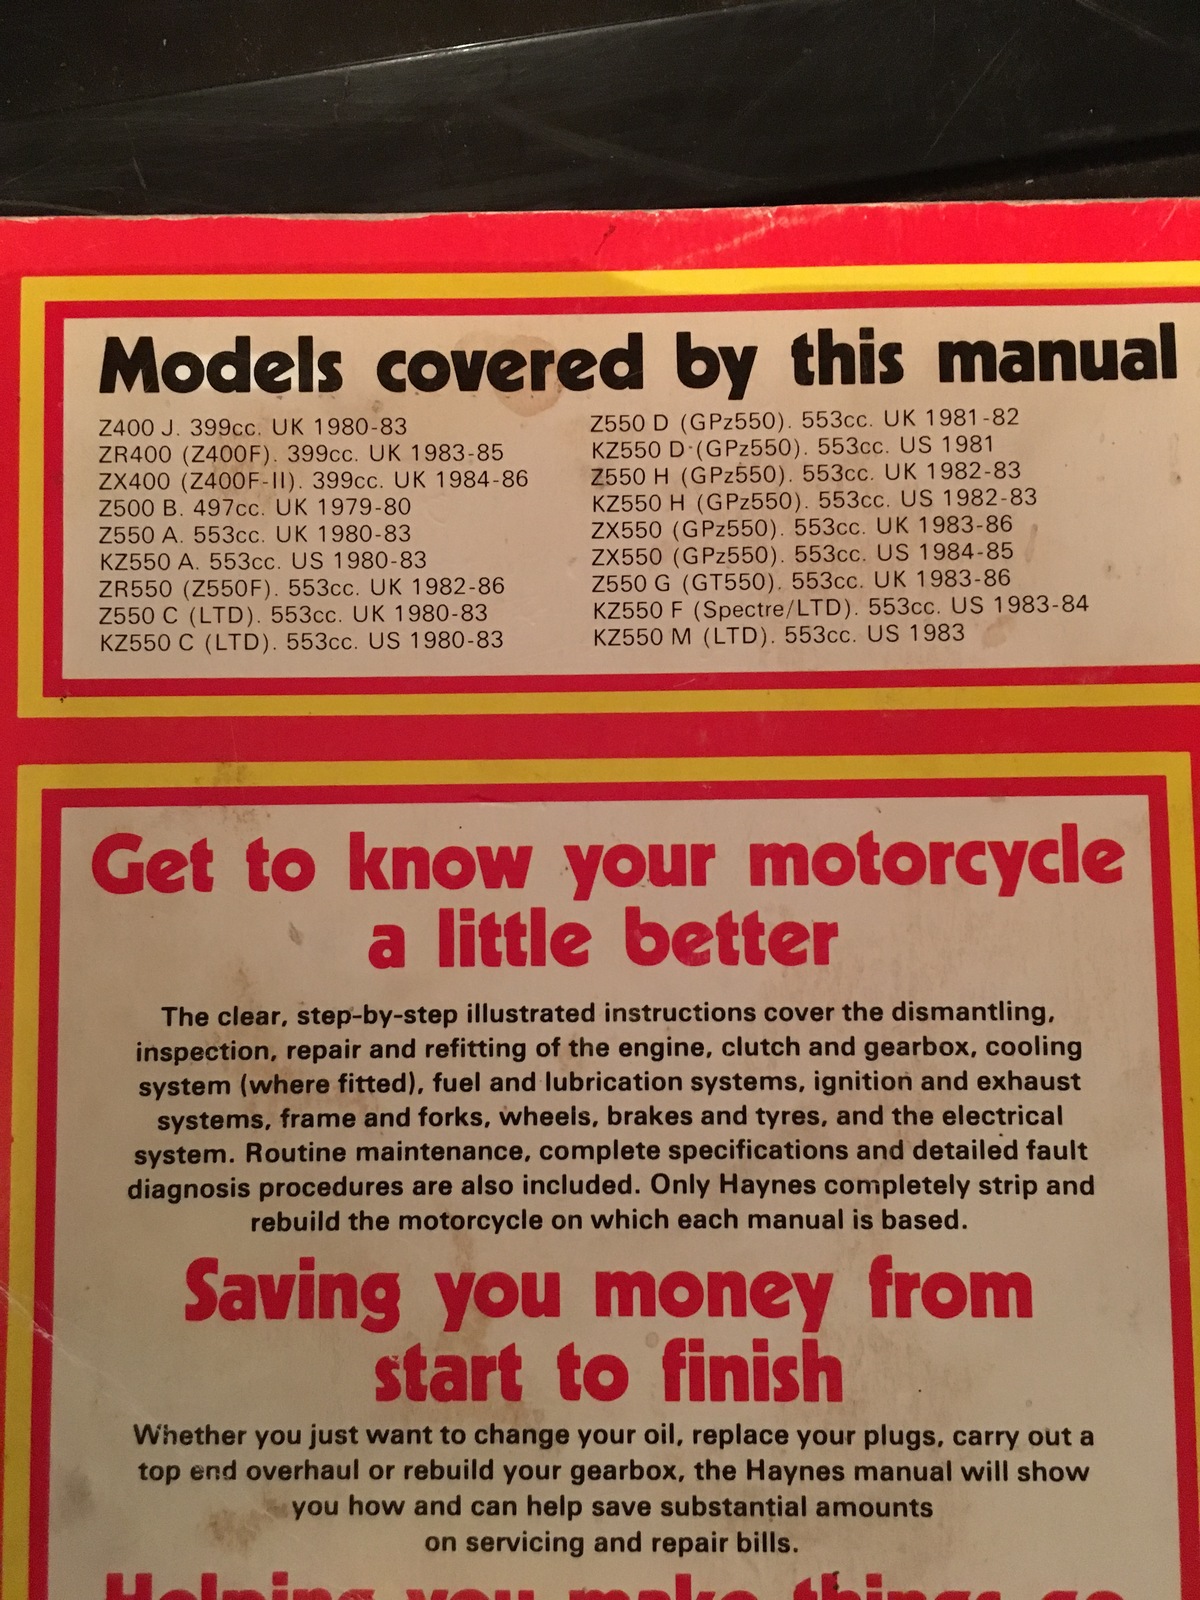 Models covered by this manual
Z400 J. 399cc. UK 1980-83
ZR400 (Z400F). 399cc. UK 1983-85
ZX400 (Z400F-II). 399cc. UK 1984-86
Z500 B. 497cc. UK 1979-80
Z550 A. 553cc. UK 1980-83
KZ550 A. 553cc. US 1980-83
ZR550 (Z550F). 553cc. UK 1982-86
Z550 C (LTD). 553cc. UK 1980-83
KZ550 C (LTD). 553cc. US 1980-83
Z550 D (GPz550). 553cc. UK 1981-82
KZ550 D (GPz550). 553cc. US 1981
Z550 H (GPz550). 553cc. UK 1982-83
KZ550 H (GPz550). 553cc. US 1982-83
ZX550 (GPz550). 553cc. UK 1983-86
ZX550 (GPz550). 553cc. US 1984-85
Z550 G (GT550). 553cc. UK 1983-86
KZ550 F (Spectre/LTD). 553cc. US 1983-84
KZ550 M (LTD). 553cc. US 1983
Get to know your motorcycle
a little better
The clear, step-by-step illustrated instructions cover the dismantling,
inspection, repair and refitting of the engine, clutch and gearbox, cooling
system (where fitted), fuel and lubrication systems, ignition and exhaust
systems, frame and forks, wheels, brakes and tyres, and the electrical
system. Routine maintenance, complete specifications and detailed fault
diagnosis procedures are also included. Only Haynes completely strip and
rebuild the motorcycle on which each manual is based.
Saving you money from
start to finish
Whether you just want to change your oil, replace your plugs, carry out a
top end overhaul or rebuild your gearbox, the Haynes manual will show
you how and can help save substantial amounts
on servicing and repair bills.
Helping you make things go